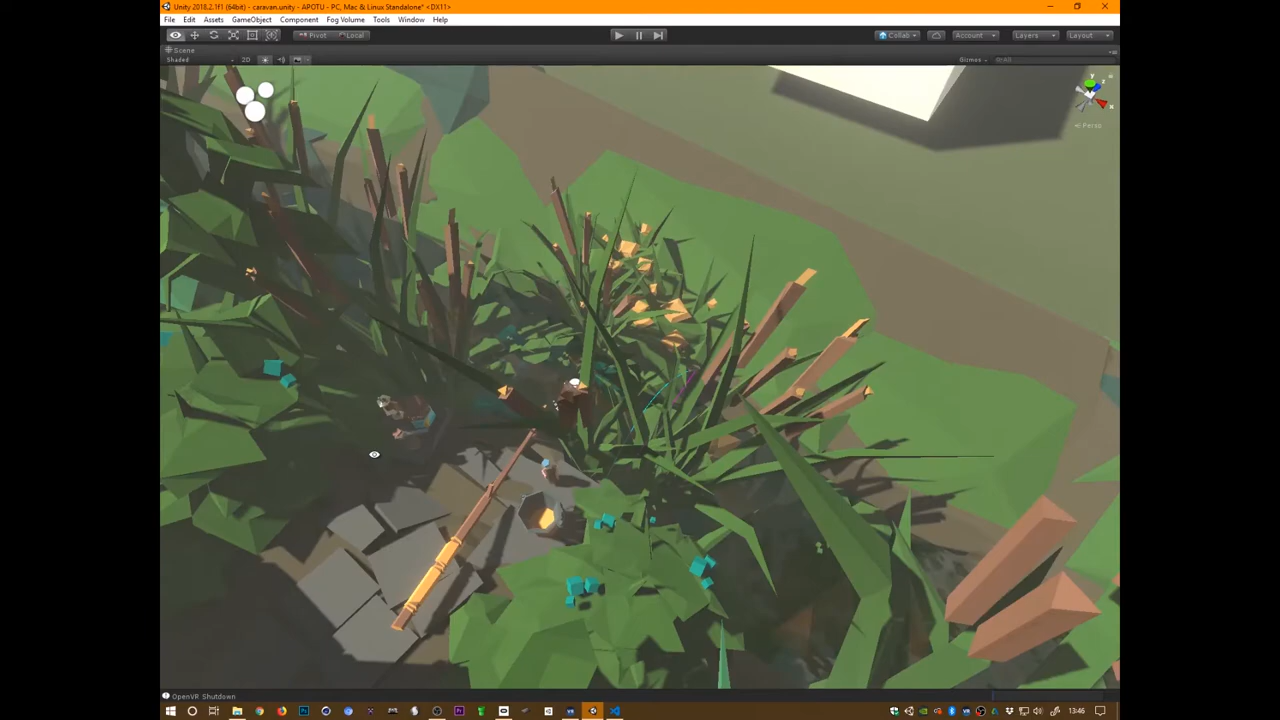 Unity 2018.2.1f1 (64bit) - caravan.unity - APOTU - PC, Mac & Linux Standalone* <DX11>
File Edit Assets GameObject Component Fog Volume Tools Window Help
Pivot Local Collab Account Layers Layout
Scene
Shaded 2D Gizmos All
y
z
x
Persp
OpenVR Shutdown
13:46